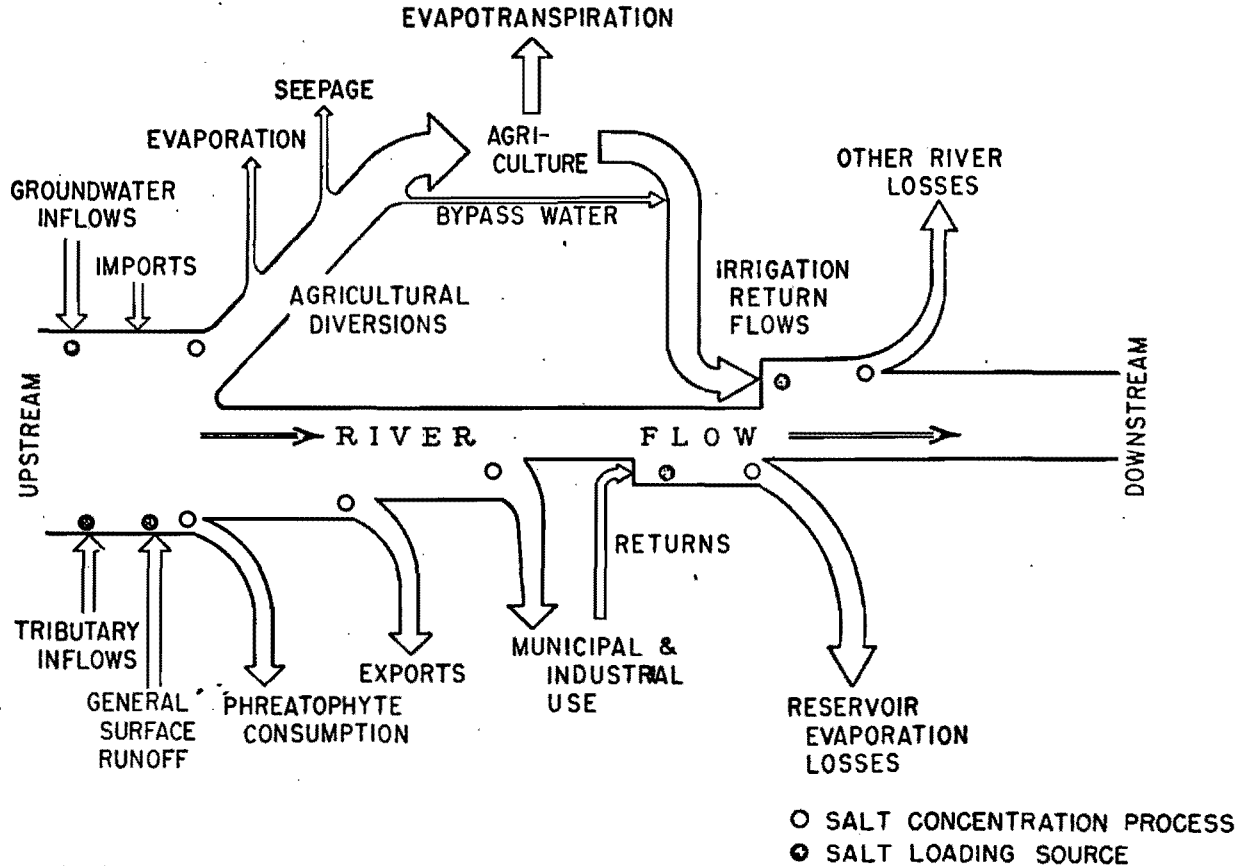 EVAPOTRANSPIRATION
SEEPAGE
EVAPORATION
AGRI-
CULTURE
OTHER RIVER
LOSSES
GROUNDWATER
INFLOWS
BYPASS WATER
IMPORTS
AGRICULTURAL
DIVERSIONS
IRRIGATION
RETURN
FLOWS
UPSTREAM
RIVER FLOW
DOWNSTREAM
RETURNS
TRIBUTARY
INFLOWS
GENERAL
SURFACE
RUNOFF
PHREATOPHYTE
CONSUMPTION
EXPORTS
MUNICIPAL &
INDUSTRIAL
USE
RESERVOIR
EVAPORATION
LOSSES
SALT CONCENTRATION PROCESS
SALT LOADING SOURCE